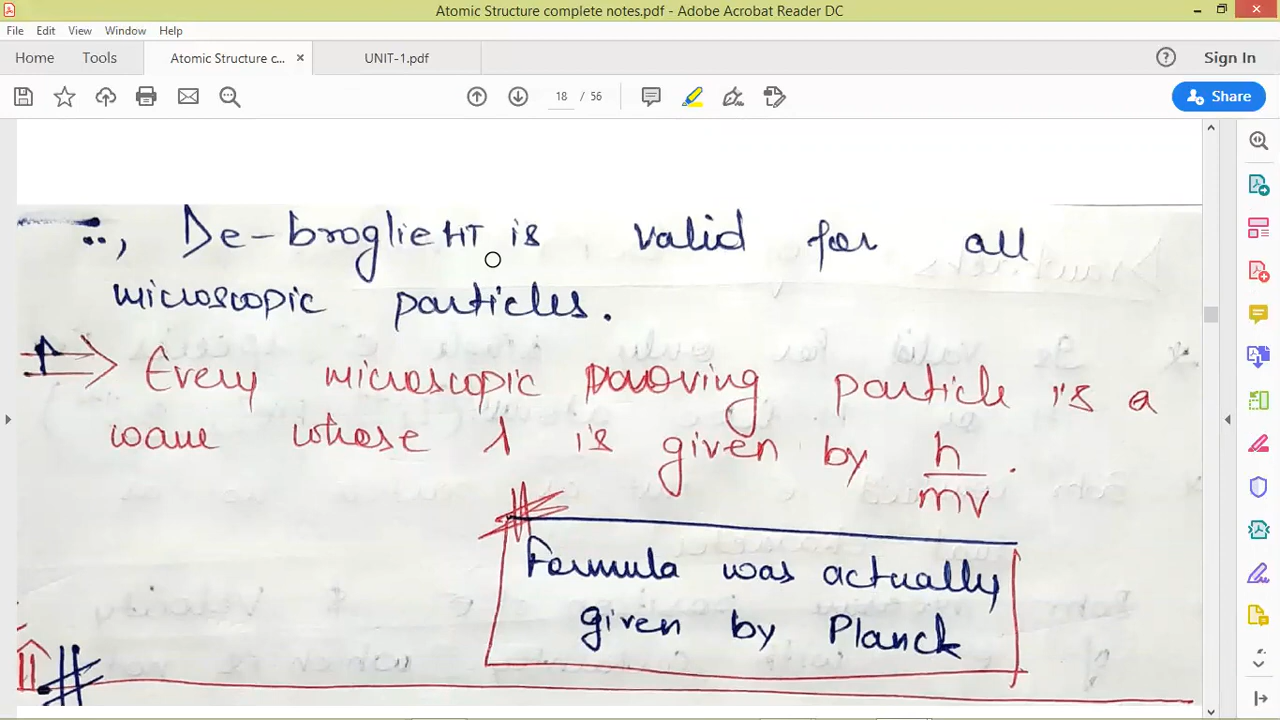 Atomic Structure complete notes.pdf - Adobe Acrobat Reader DC
File Edit View Window Help
Home Tools Atomic Structure c... × UNIT-1.pdf ? Sign In
18 / 56 Share
∴, De-broglie HT is valid for all
microscopic particles.
⇒ Every microscopic moving particle is a
wave whose λ is given by h/mv.
Formula was actually
given by Planck